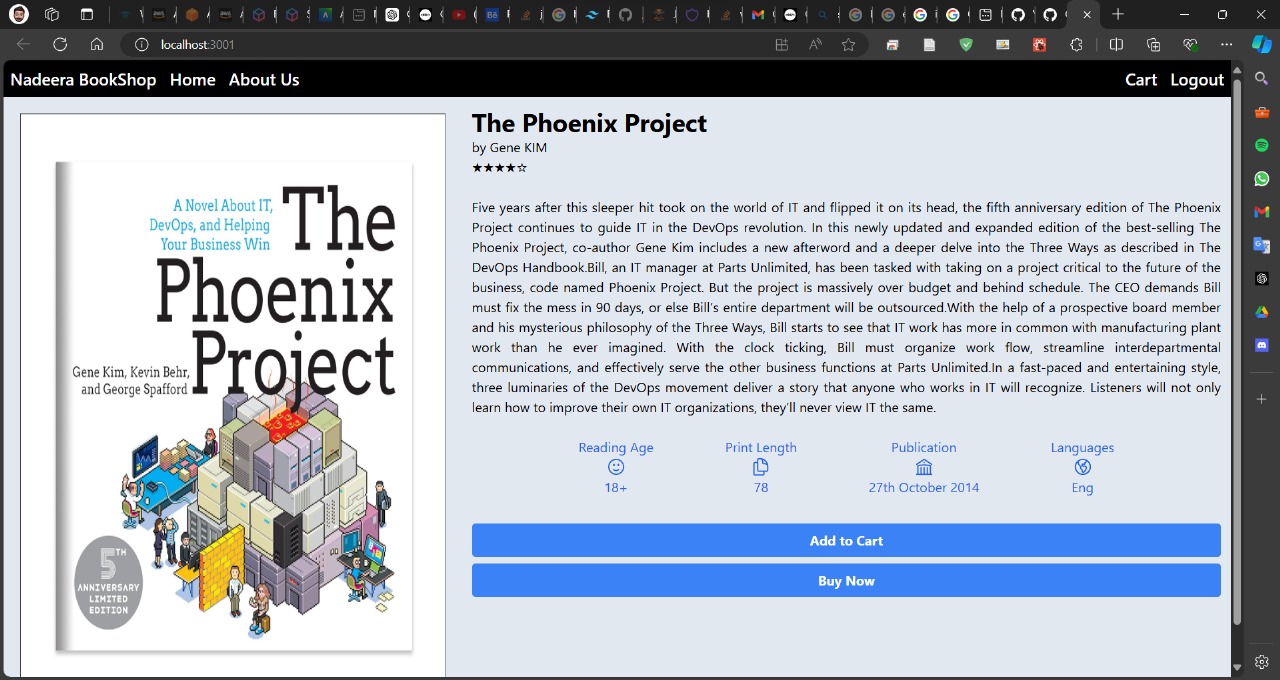 localhost:3001
Nadeera BookShop Home About Us Cart Logout
A Novel About IT,
DevOps, and Helping
Your Business Win
The
Phoenix
Project
Gene Kim, Kevin Behr,
and George Spafford
5TH
ANNIVERSARY
LIMITED
EDITION
The Phoenix Project
by Gene KIM
★★★★☆
Five years after this sleeper hit took on the world of IT and flipped it on its head, the fifth anniversary edition of The Phoenix
Project continues to guide IT in the DevOps revolution. In this newly updated and expanded edition of the best-selling The
Phoenix Project, co-author Gene Kim includes a new afterword and a deeper delve into the Three Ways as described in The
DevOps Handbook.Bill, an IT manager at Parts Unlimited, has been tasked with taking on a project critical to the future of the
business, code named Phoenix Project. But the project is massively over budget and behind schedule. The CEO demands Bill
must fix the mess in 90 days, or else Bill's entire department will be outsourced.With the help of a prospective board member
and his mysterious philosophy of the Three Ways, Bill starts to see that IT work has more in common with manufacturing plant
work than he ever imagined. With the clock ticking, Bill must organize work flow, streamline interdepartmental
communications, and effectively serve the other business functions at Parts Unlimited.In a fast-paced and entertaining style,
three luminaries of the DevOps movement deliver a story that anyone who works in IT will recognize. Listeners will not only
learn how to improve their own IT organizations, they'll never view IT the same.
Reading Age Print Length Publication Languages
18+ 78 27th October 2014 Eng
Add to Cart
Buy Now